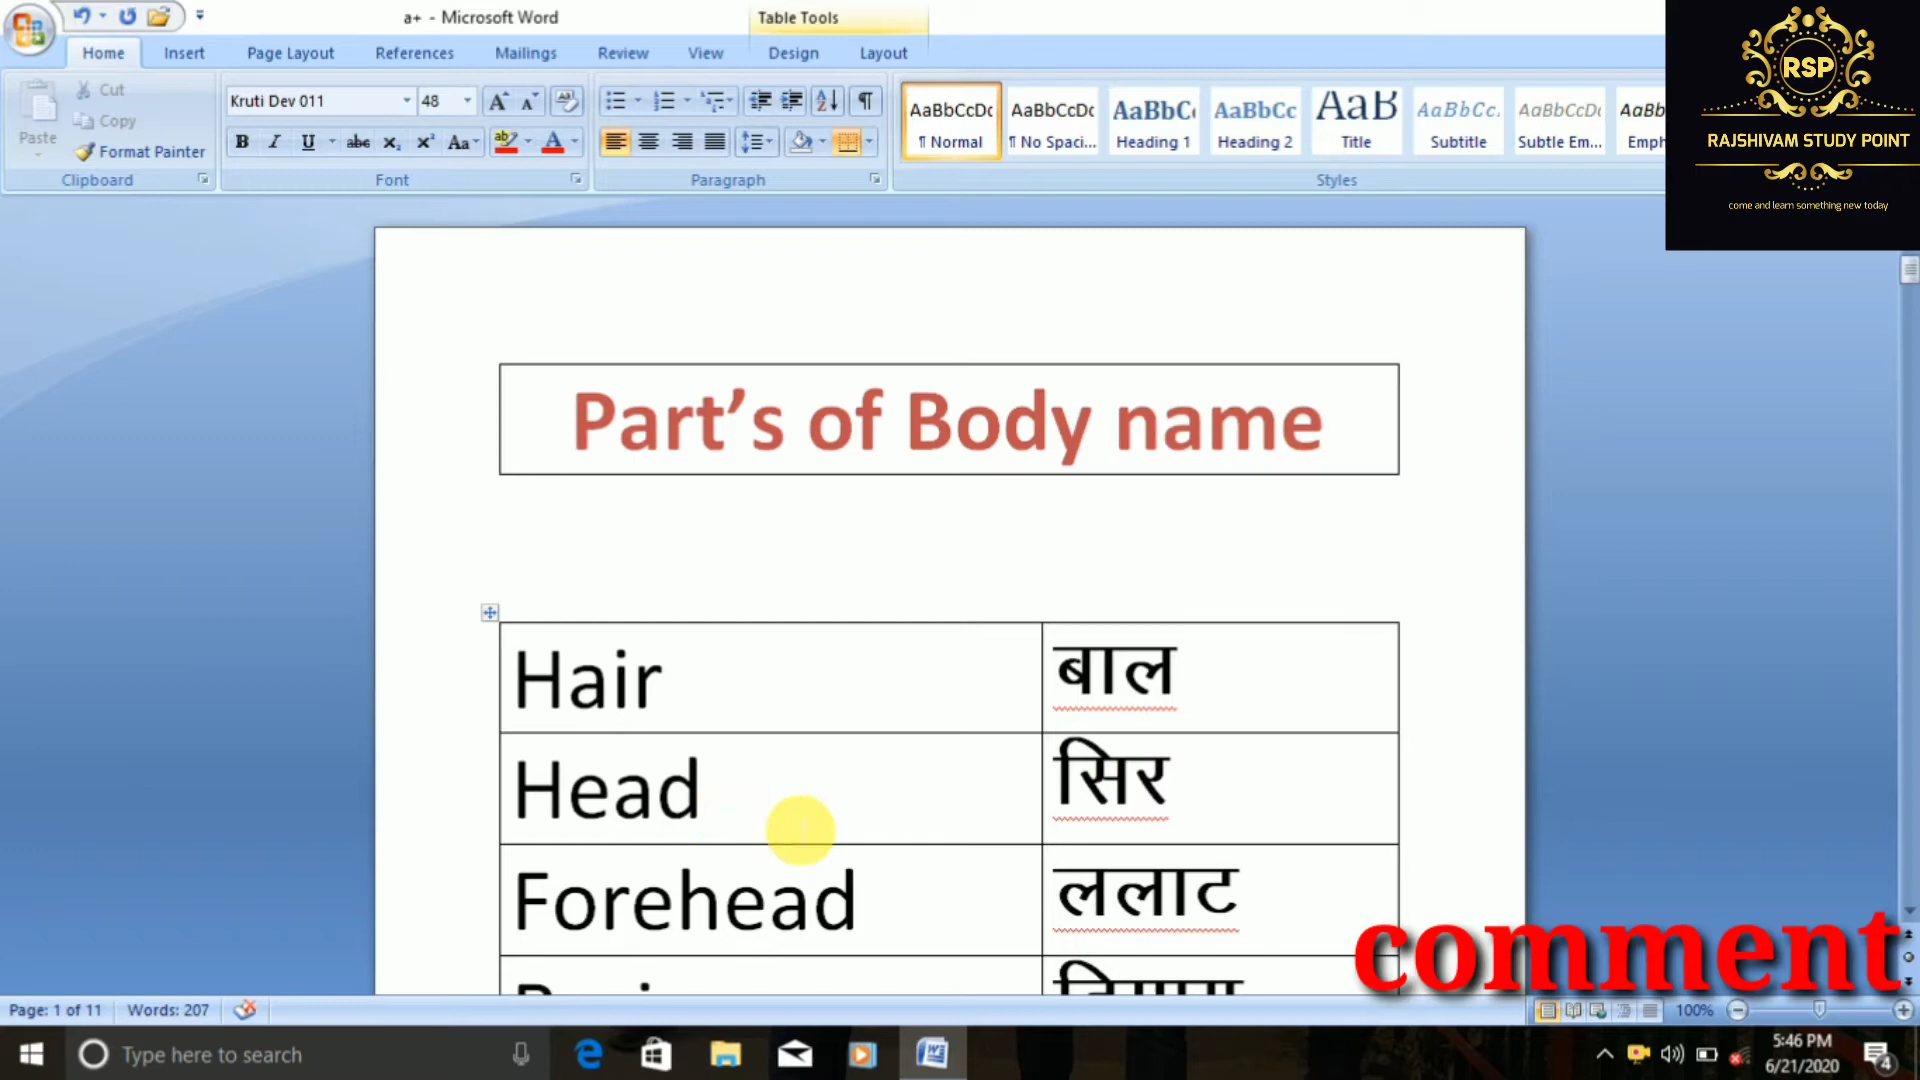 a+ - Microsoft Word
Table Tools
Home Insert Page Layout References Mailings Review View Design Layout
Paste
Cut
Copy
Format Painter
Clipboard
Kruti Dev 011 48
Font
Paragraph
AaBbCcDc AaBbCcDc AaBbC AaBbCc AaB AaBbCc. AaBbCcDc AaBb
¶ Normal ¶ No Spaci... Heading 1 Heading 2 Title Subtitle Subtle Em... Emph
Styles
RSP
RAJSHIVAM STUDY POINT
come and learn something new today
Part’s of Body name
Hair बाल
Head सिर
Forehead ललाट
comment
Page: 1 of 11 Words: 207 100%
Type here to search
5:46 PM
6/21/2020
4